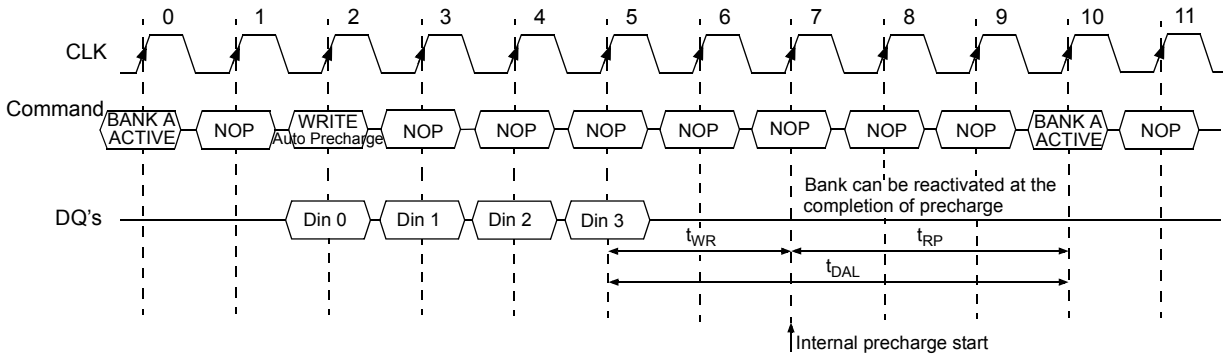 0 1 2 3 4 5 6 7 8 9 10 11
CLK
Command
BANK A
ACTIVE
NOP
WRITE
Auto Precharge
NOP
NOP
NOP
NOP
NOP
NOP
NOP
BANK A
ACTIVE
NOP
DQ's
Din 0
Din 1
Din 2
Din 3
Bank can be reactivated at the
completion of precharge
tWR
tRP
tDAL
Internal precharge start